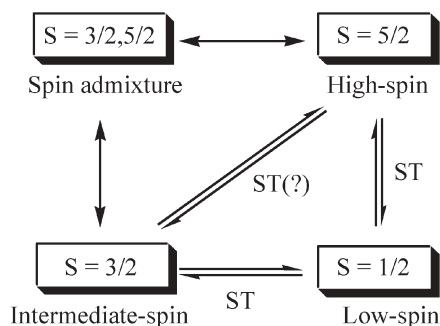 S = 3/2,5/2
S = 5/2
Spin admixture
High-spin
ST(?)
ST
S = 3/2
S = 1/2
ST
Intermediate-spin
Low-spin